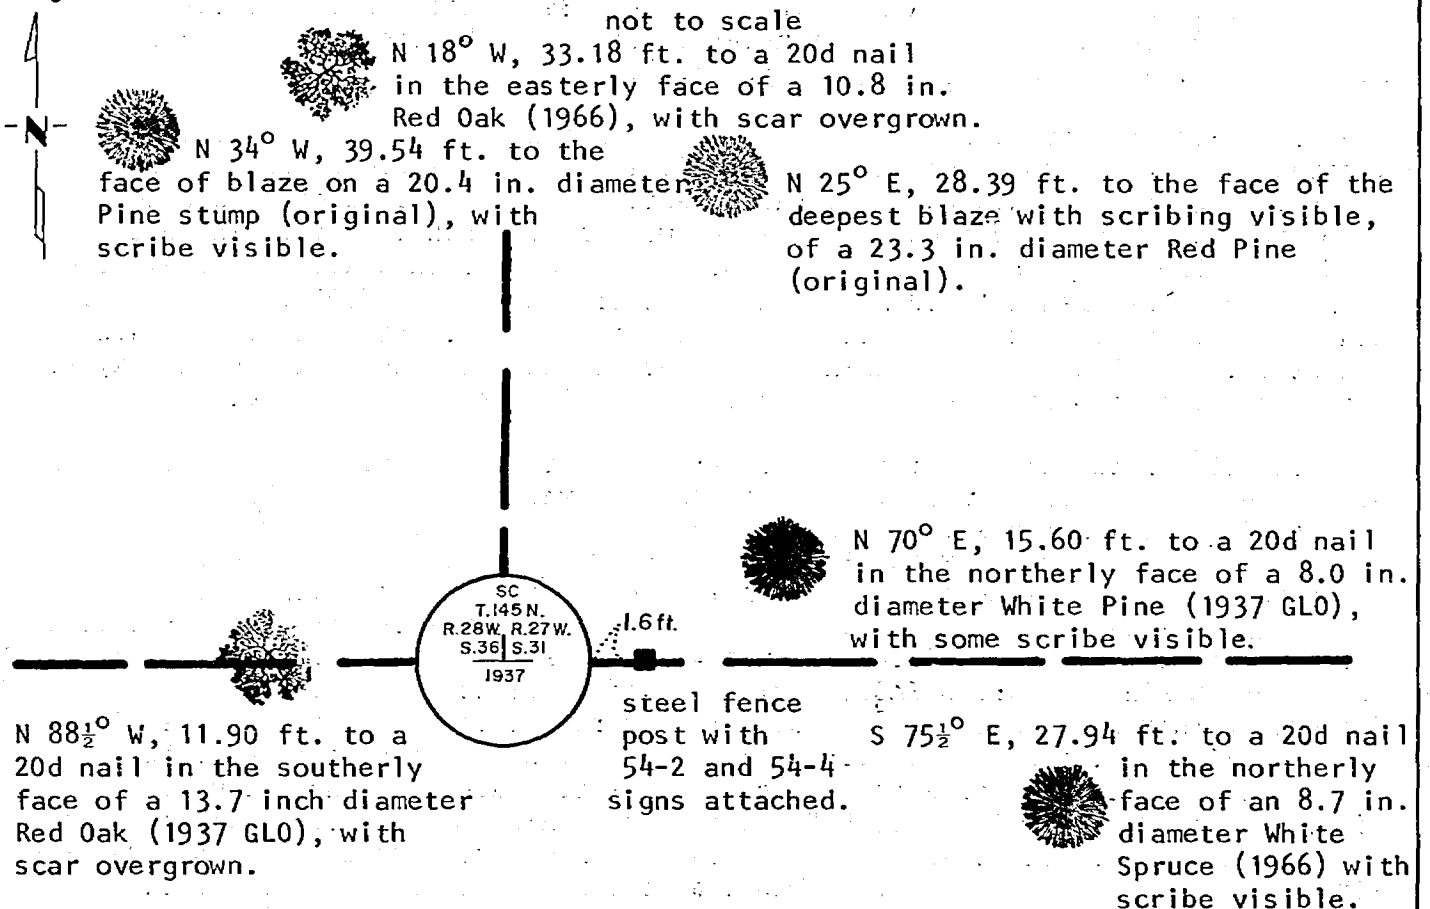 not to scale
N 18° W, 33.18 ft. to a 20d nail
in the easterly face of a 10.8 in.
Red Oak (1966), with scar overgrown.
N
N 34° W, 39.54 ft. to the
face of blaze on a 20.4 in. diameter
Pine stump (original), with
scribe visible.
N 25° E, 28.39 ft. to the face of the
deepest blaze with scribing visible,
of a 23.3 in. diameter Red Pine
(original).
N 70° E, 15.60 ft. to a 20d nail
in the northerly face of a 8.0 in.
diameter White Pine (1937 GLO),
with some scribe visible.
SC
T.145 N.
R.28W. R.27W.
S.36 S.31
1937
1.6 ft.
steel fence
post with
54-2 and 54-4
signs attached.
N 88½° W, 11.90 ft. to a
20d nail in the southerly
face of a 13.7 inch diameter
Red Oak (1937 GLO), with
scar overgrown.
S 75½° E, 27.94 ft. to a 20d nail
in the northerly
face of an 8.7 in.
diameter White
Spruce (1966) with
scribe visible.